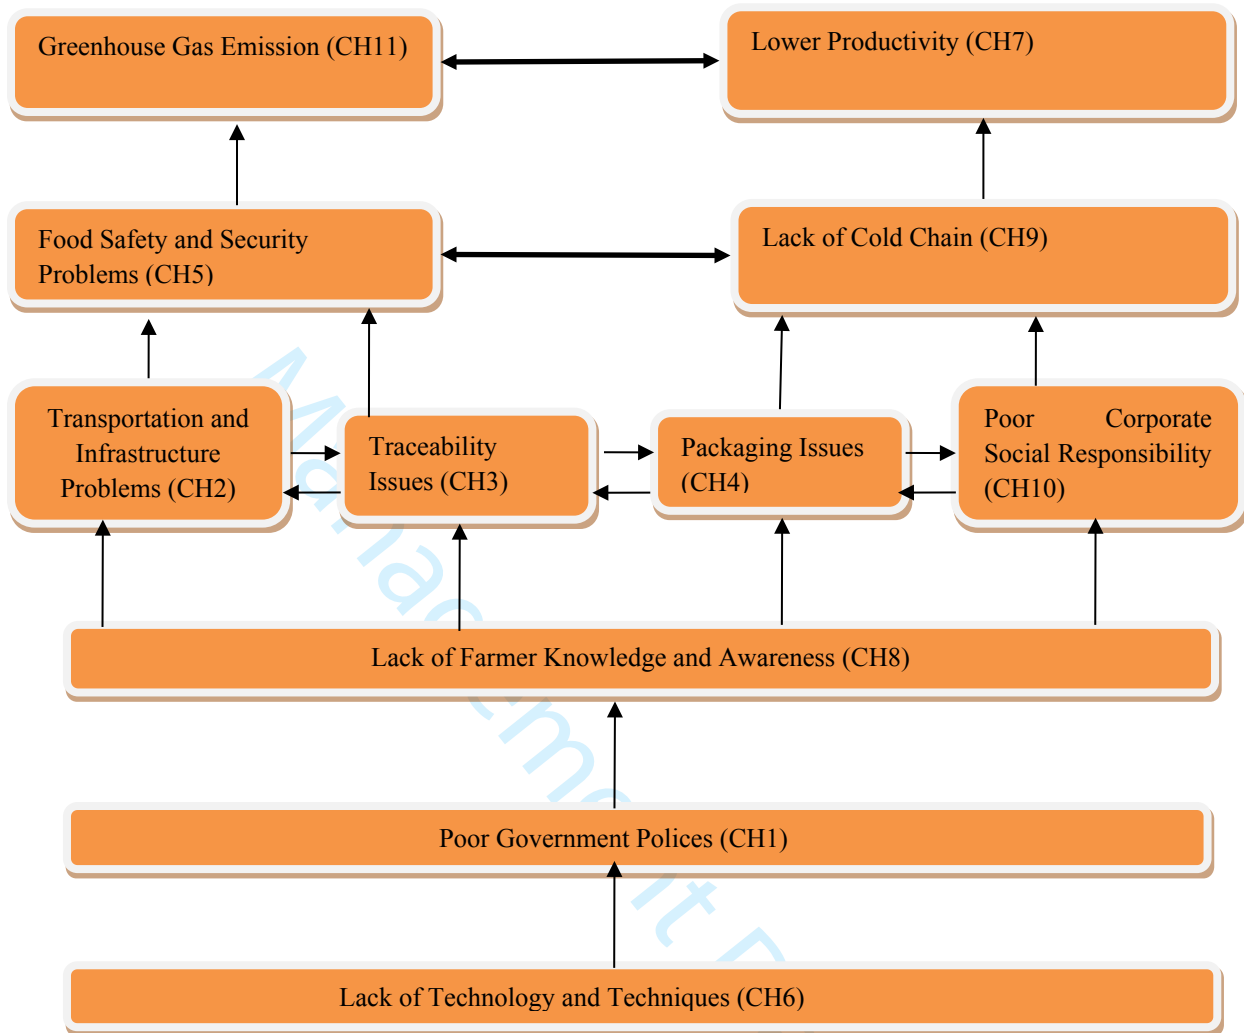 Greenhouse Gas Emission (CH11)
Lower Productivity (CH7)
Food Safety and Security
Problems (CH5)
Lack of Cold Chain (CH9)
Transportation and
Infrastructure
Problems (CH2)
Traceability
Issues (CH3)
Packaging Issues
(CH4)
Poor Corporate
Social Responsibility
(CH10)
Lack of Farmer Knowledge and Awareness (CH8)
Poor Government Polices (CH1)
Lack of Technology and Techniques (CH6)
Management